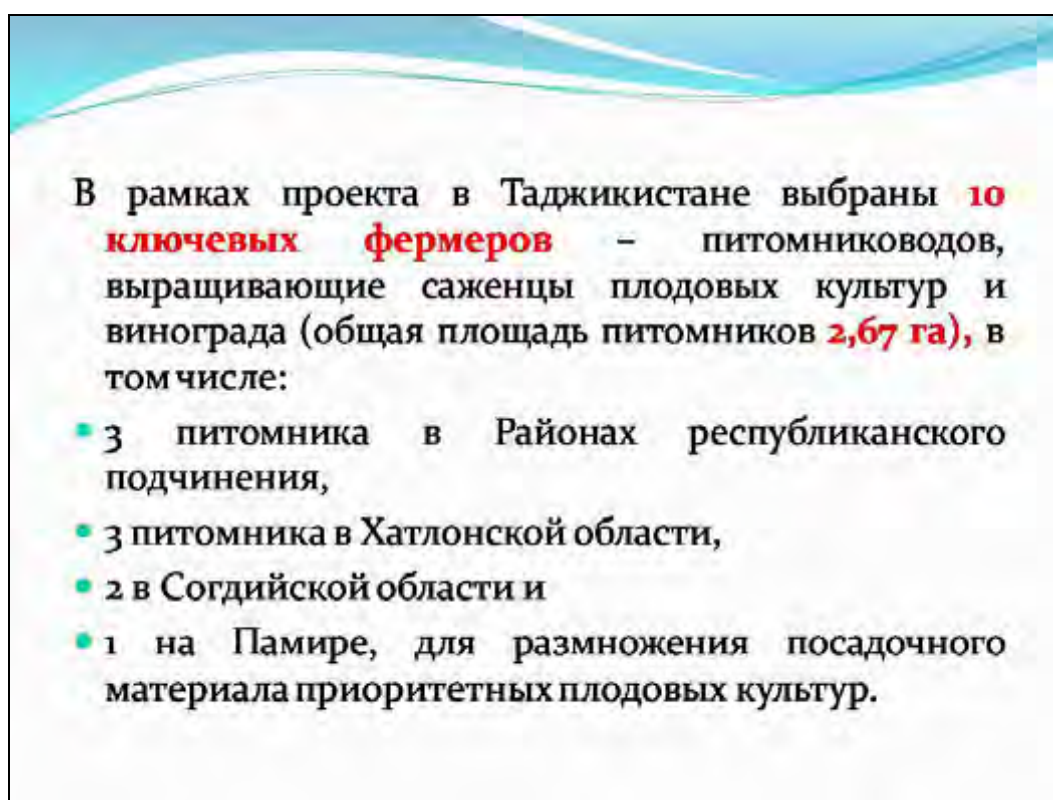 В рамках проекта в Таджикистане выбраны 10
ключевых фермеров – питомниководов,
выращивающие саженцы плодовых культур и
винограда (общая площадь питомников 2,67 га), в
том числе:
• 3 питомника в Районах республиканского
подчинения,
• 3 питомника в Хатлонской области,
• 2 в Согдийской области и
• 1 на Памире, для размножения посадочного
материала приоритетных плодовых культур.